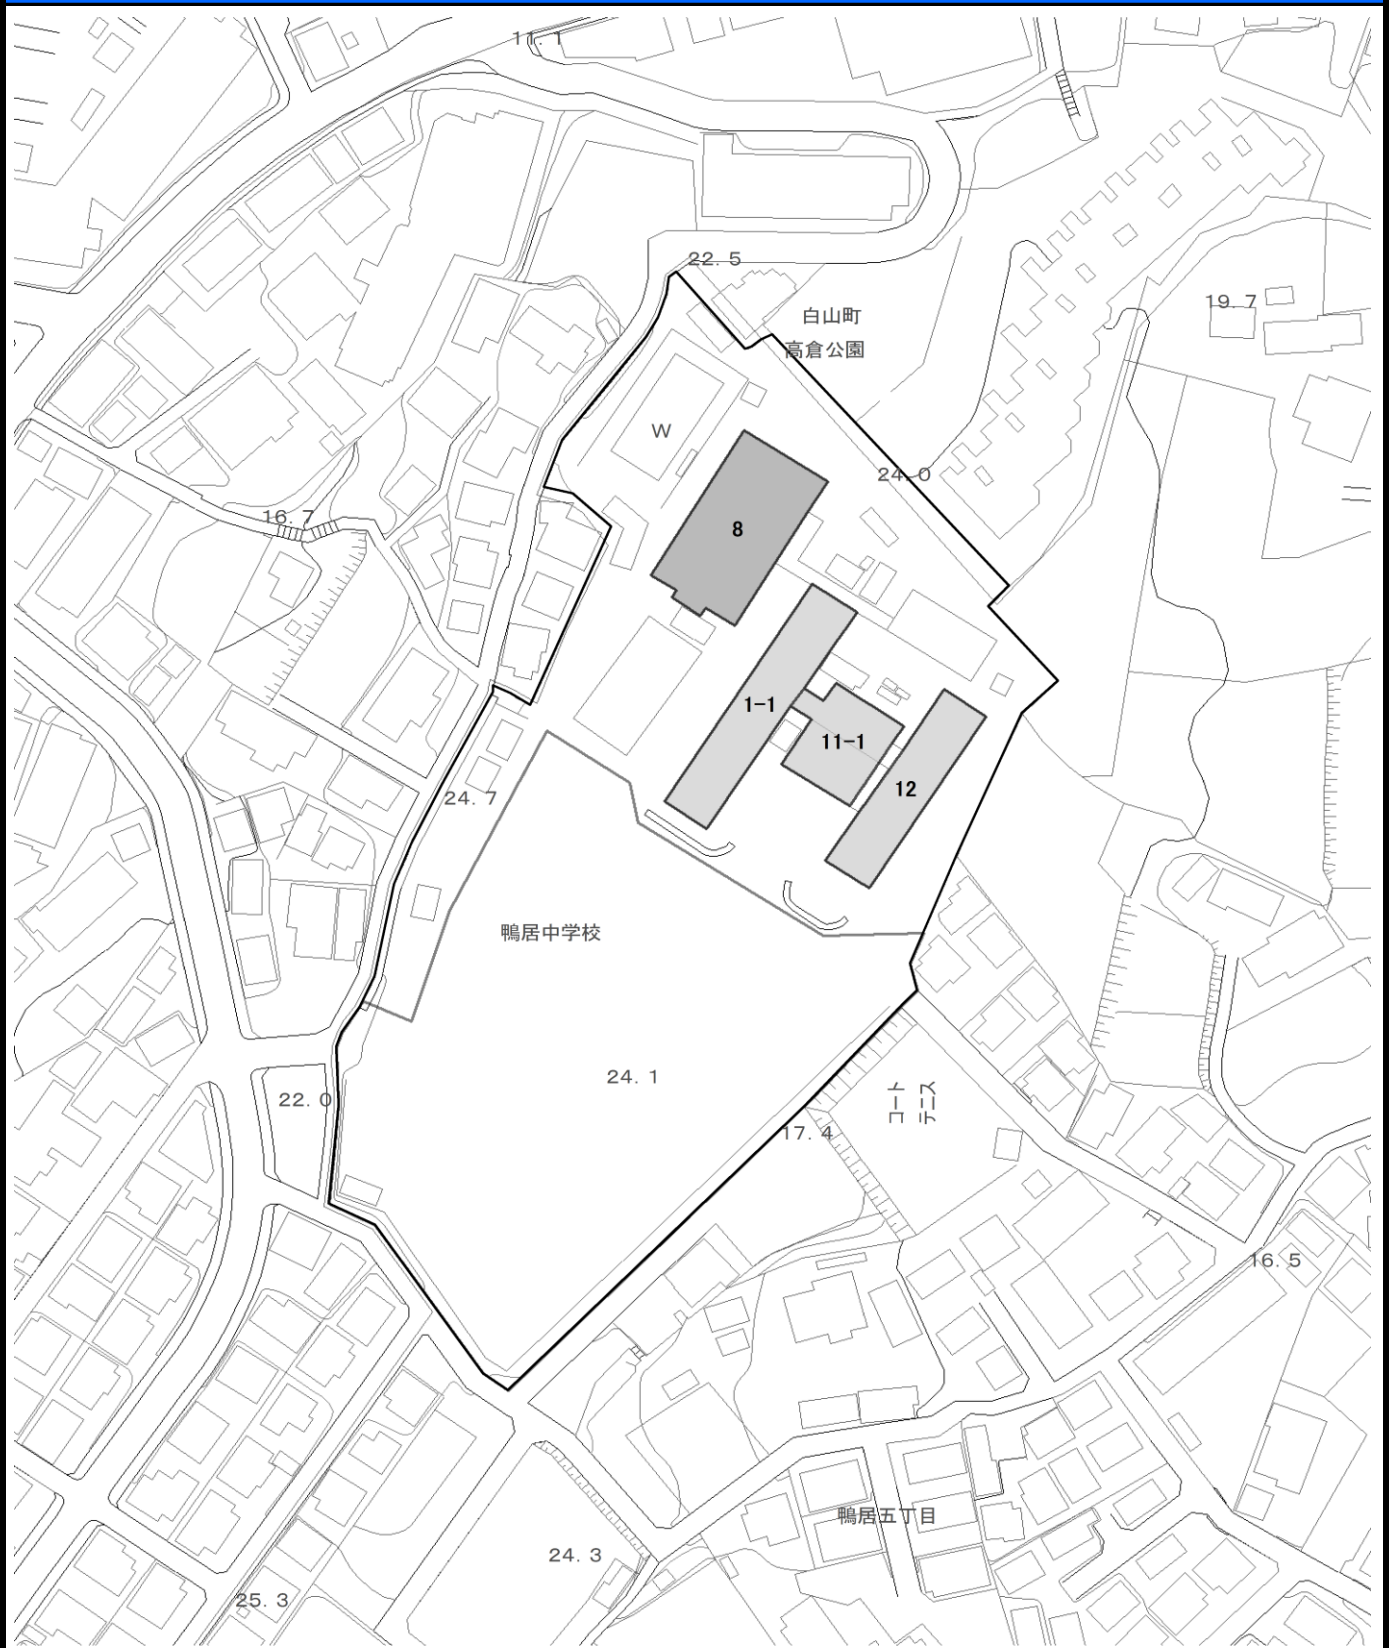 11. 1
22. 5
白山町
高倉公園
19. 7
W
24. 0
16. 7
8
1-1
11-1
12
24. 7
鴨居中学校
24. 1
22. 0
テニス
コート
17. 4
16. 5
鴨居五丁目
24. 3
25. 3